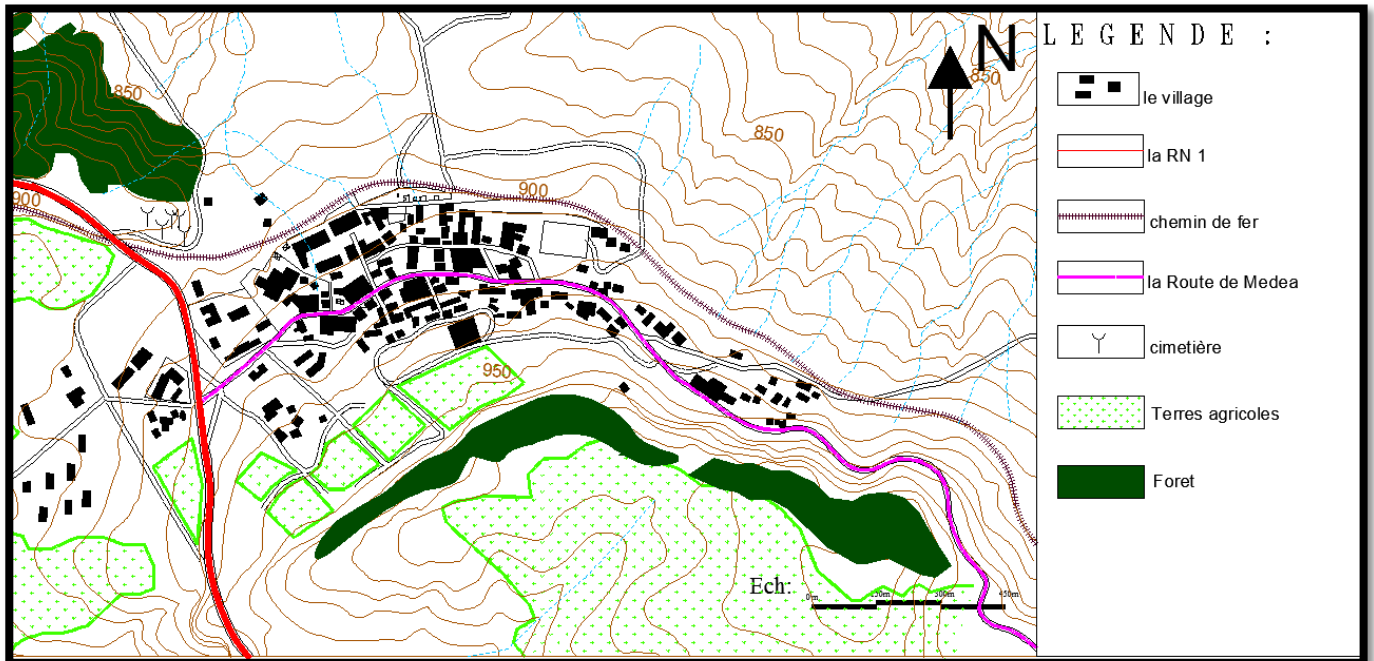 N
L E G E N D E :
850
850
850
le village
la RN 1
900
900
chemin de fer
la Route de Medea
cimetière
950
Terres agricoles
Foret
Ech:
0m
150m
300m
450m